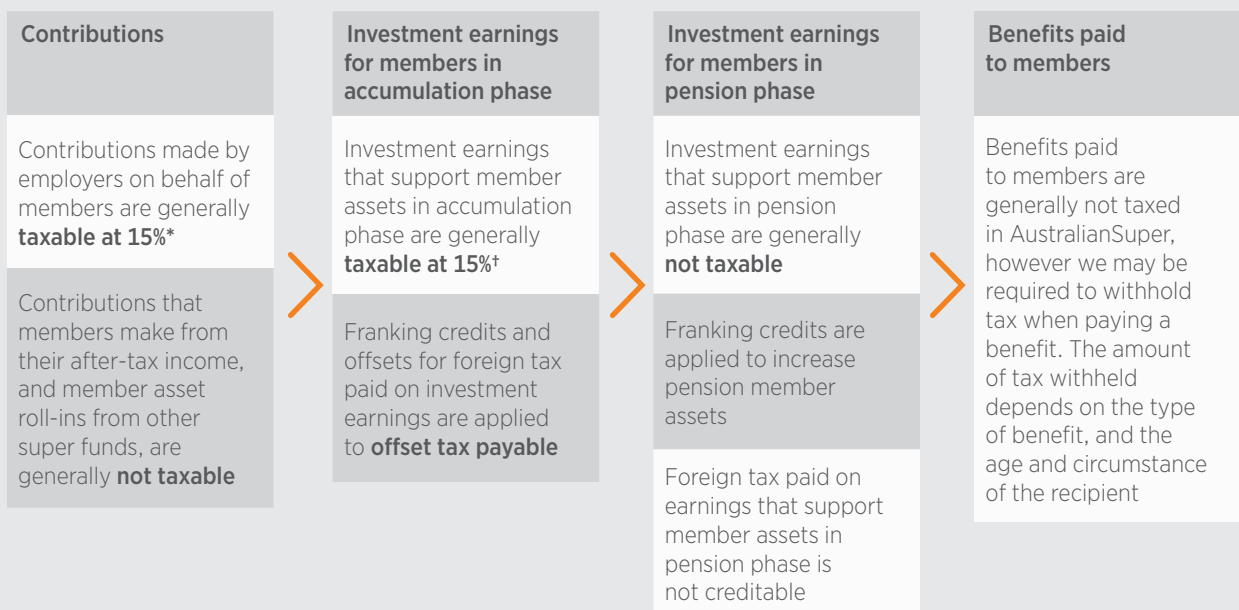 Contributions
Contributions made by
employers on behalf of
members are generally
taxable at 15%*
Contributions that
members make from
their after-tax income,
and member asset
roll-ins from other
super funds, are
generally not taxable
Investment earnings
for members in
accumulation phase
Investment earnings
that support member
assets in accumulation
phase are generally
taxable at 15%†
Franking credits and
offsets for foreign tax
paid on investment
earnings are applied
to offset tax payable
Investment earnings
for members in
pension phase
Investment earnings
that support member
assets in pension
phase are generally
not taxable
Franking credits are
applied to increase
pension member
assets
Foreign tax paid on
earnings that support
member assets in
pension phase is
not creditable
Benefits paid
to members
Benefits paid
to members are
generally not taxed
in AustralianSuper,
however we may be
required to withhold
tax when paying a
benefit. The amount
of tax withheld
depends on the type
of benefit, and the
age and circumstance
of the recipient